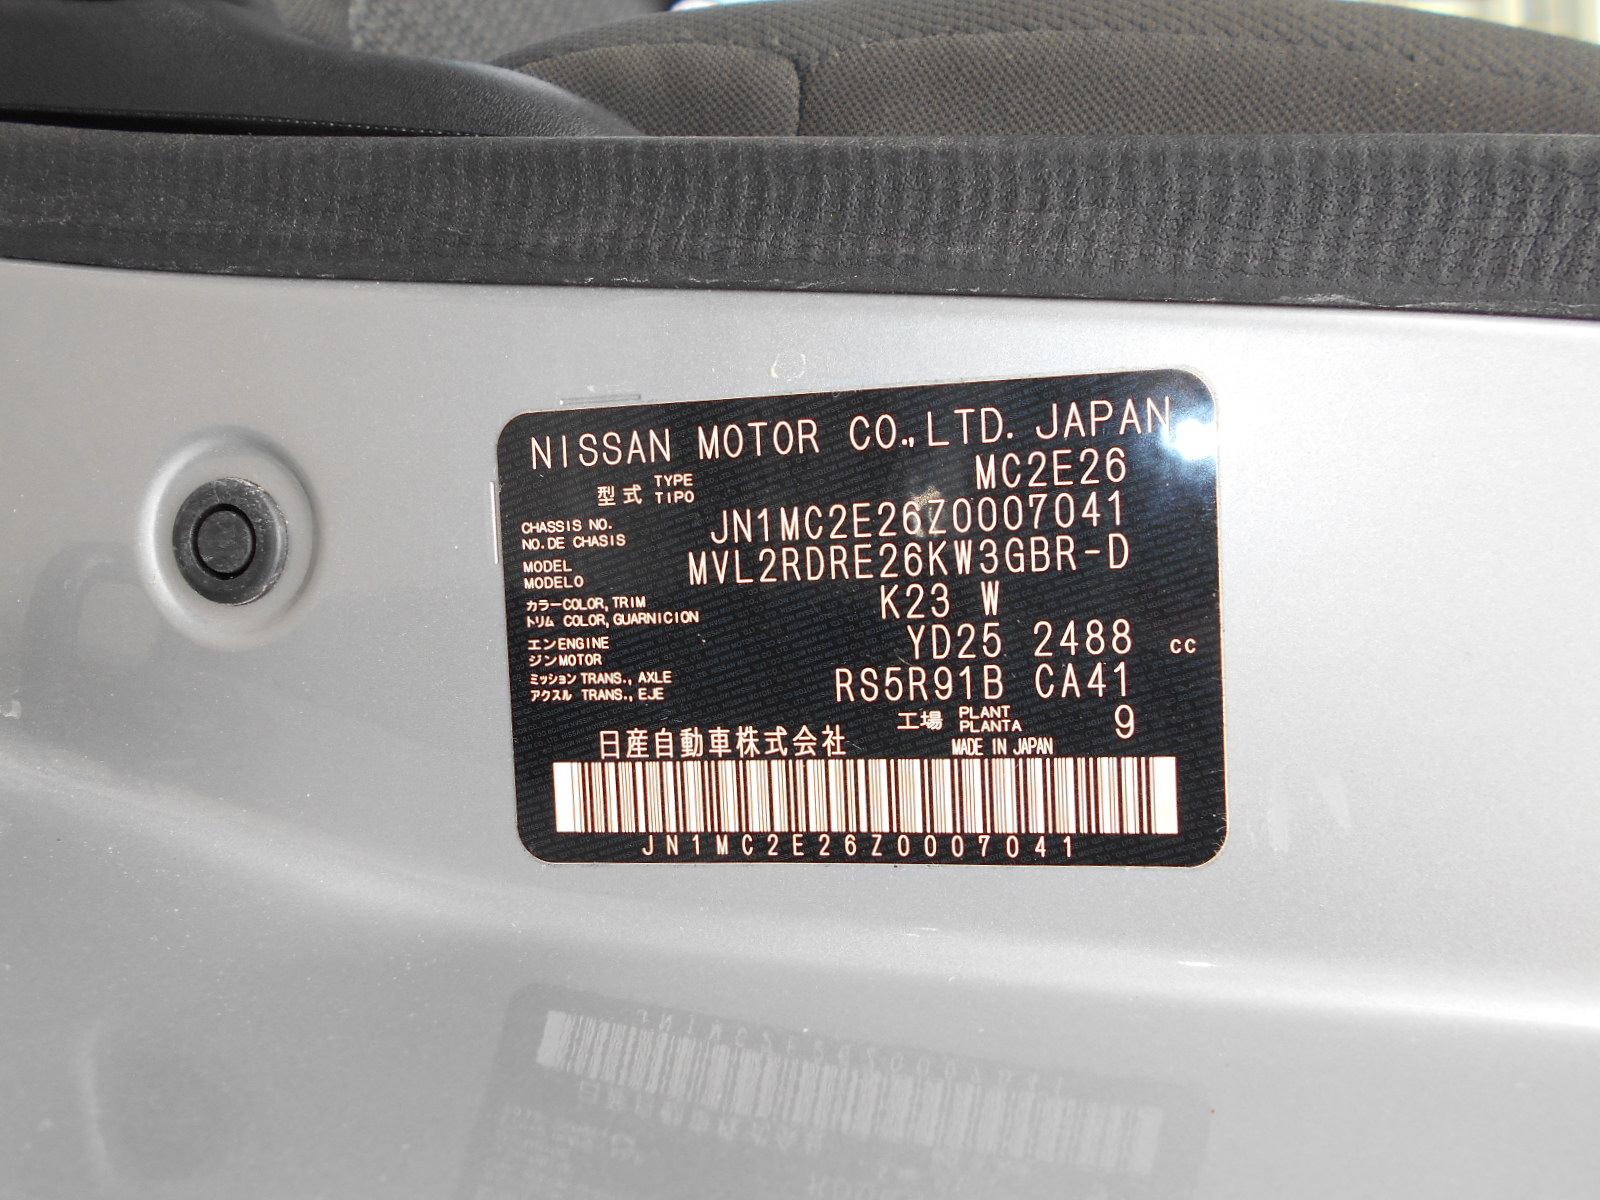 NISSAN MOTOR CO., LTD. JAPAN
型式 TYPE TIPO MC2E26
CHASSIS NO. NO. DE CHASIS JN1MC2E26Z0007041
MODEL MODELO MVL2RDRE26KW3GBR-D
カラー COLOR, TRIM K23 W
トリム COLOR, GUARNICION
エン ENGINE YD25 2488 cc
ジン MOTOR
ミッション TRANS., AXLE RS5R91B CA41
アクスル TRANS., EJE
工場 PLANT PLANTA 9
日産自動車株式会社 MADE IN JAPAN
JN1MC2E26Z0007041